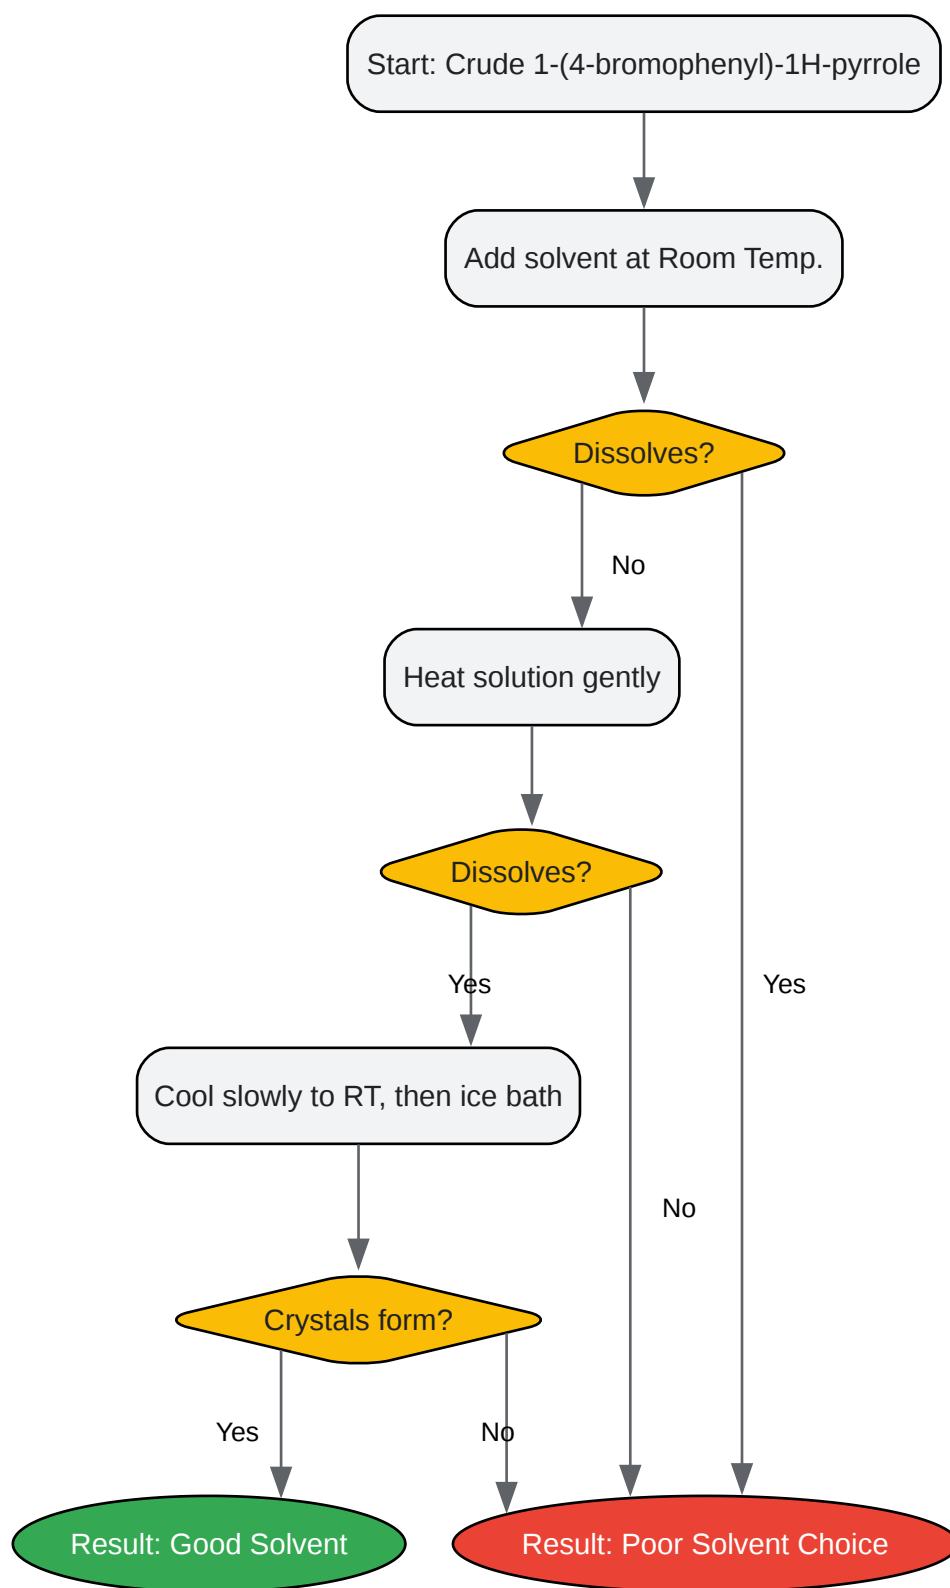 Start: Crude 1-(4-bromophenyl)-1H-pyrrole
Add solvent at Room Temp.
Dissolves?
No
Heat solution gently
Dissolves?
Yes
Yes
Cool slowly to RT, then ice bath
No
Crystals form?
Yes
No
Result: Good Solvent
Result: Poor Solvent Choice